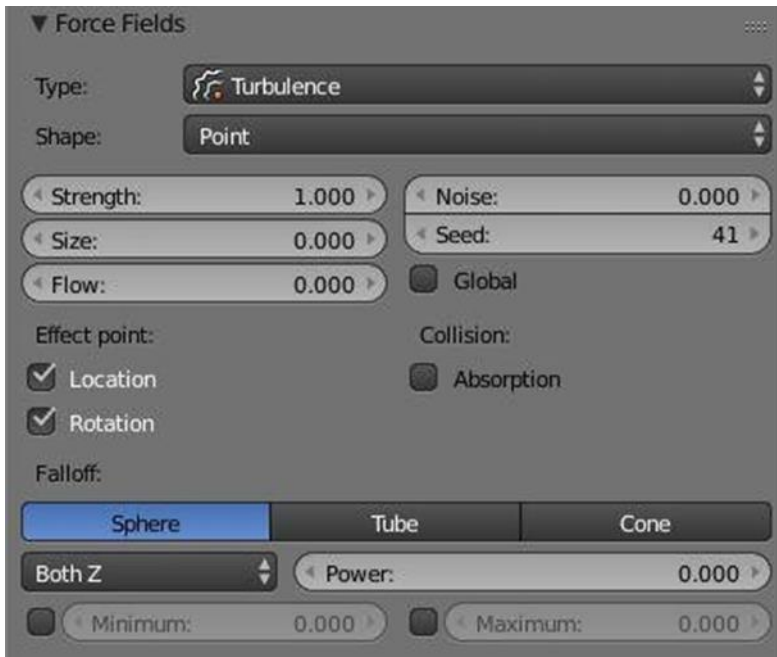 Force Fields
Type: Turbulence
Shape: Point
Strength: 1.000 Noise: 0.000
Size: 0.000 Seed: 41
Flow: 0.000 Global
Effect point: Collision:
Location Absorption
Rotation
Falloff:
Sphere Tube Cone
Both Z Power: 0.000
Minimum: 0.000 Maximum: 0.000